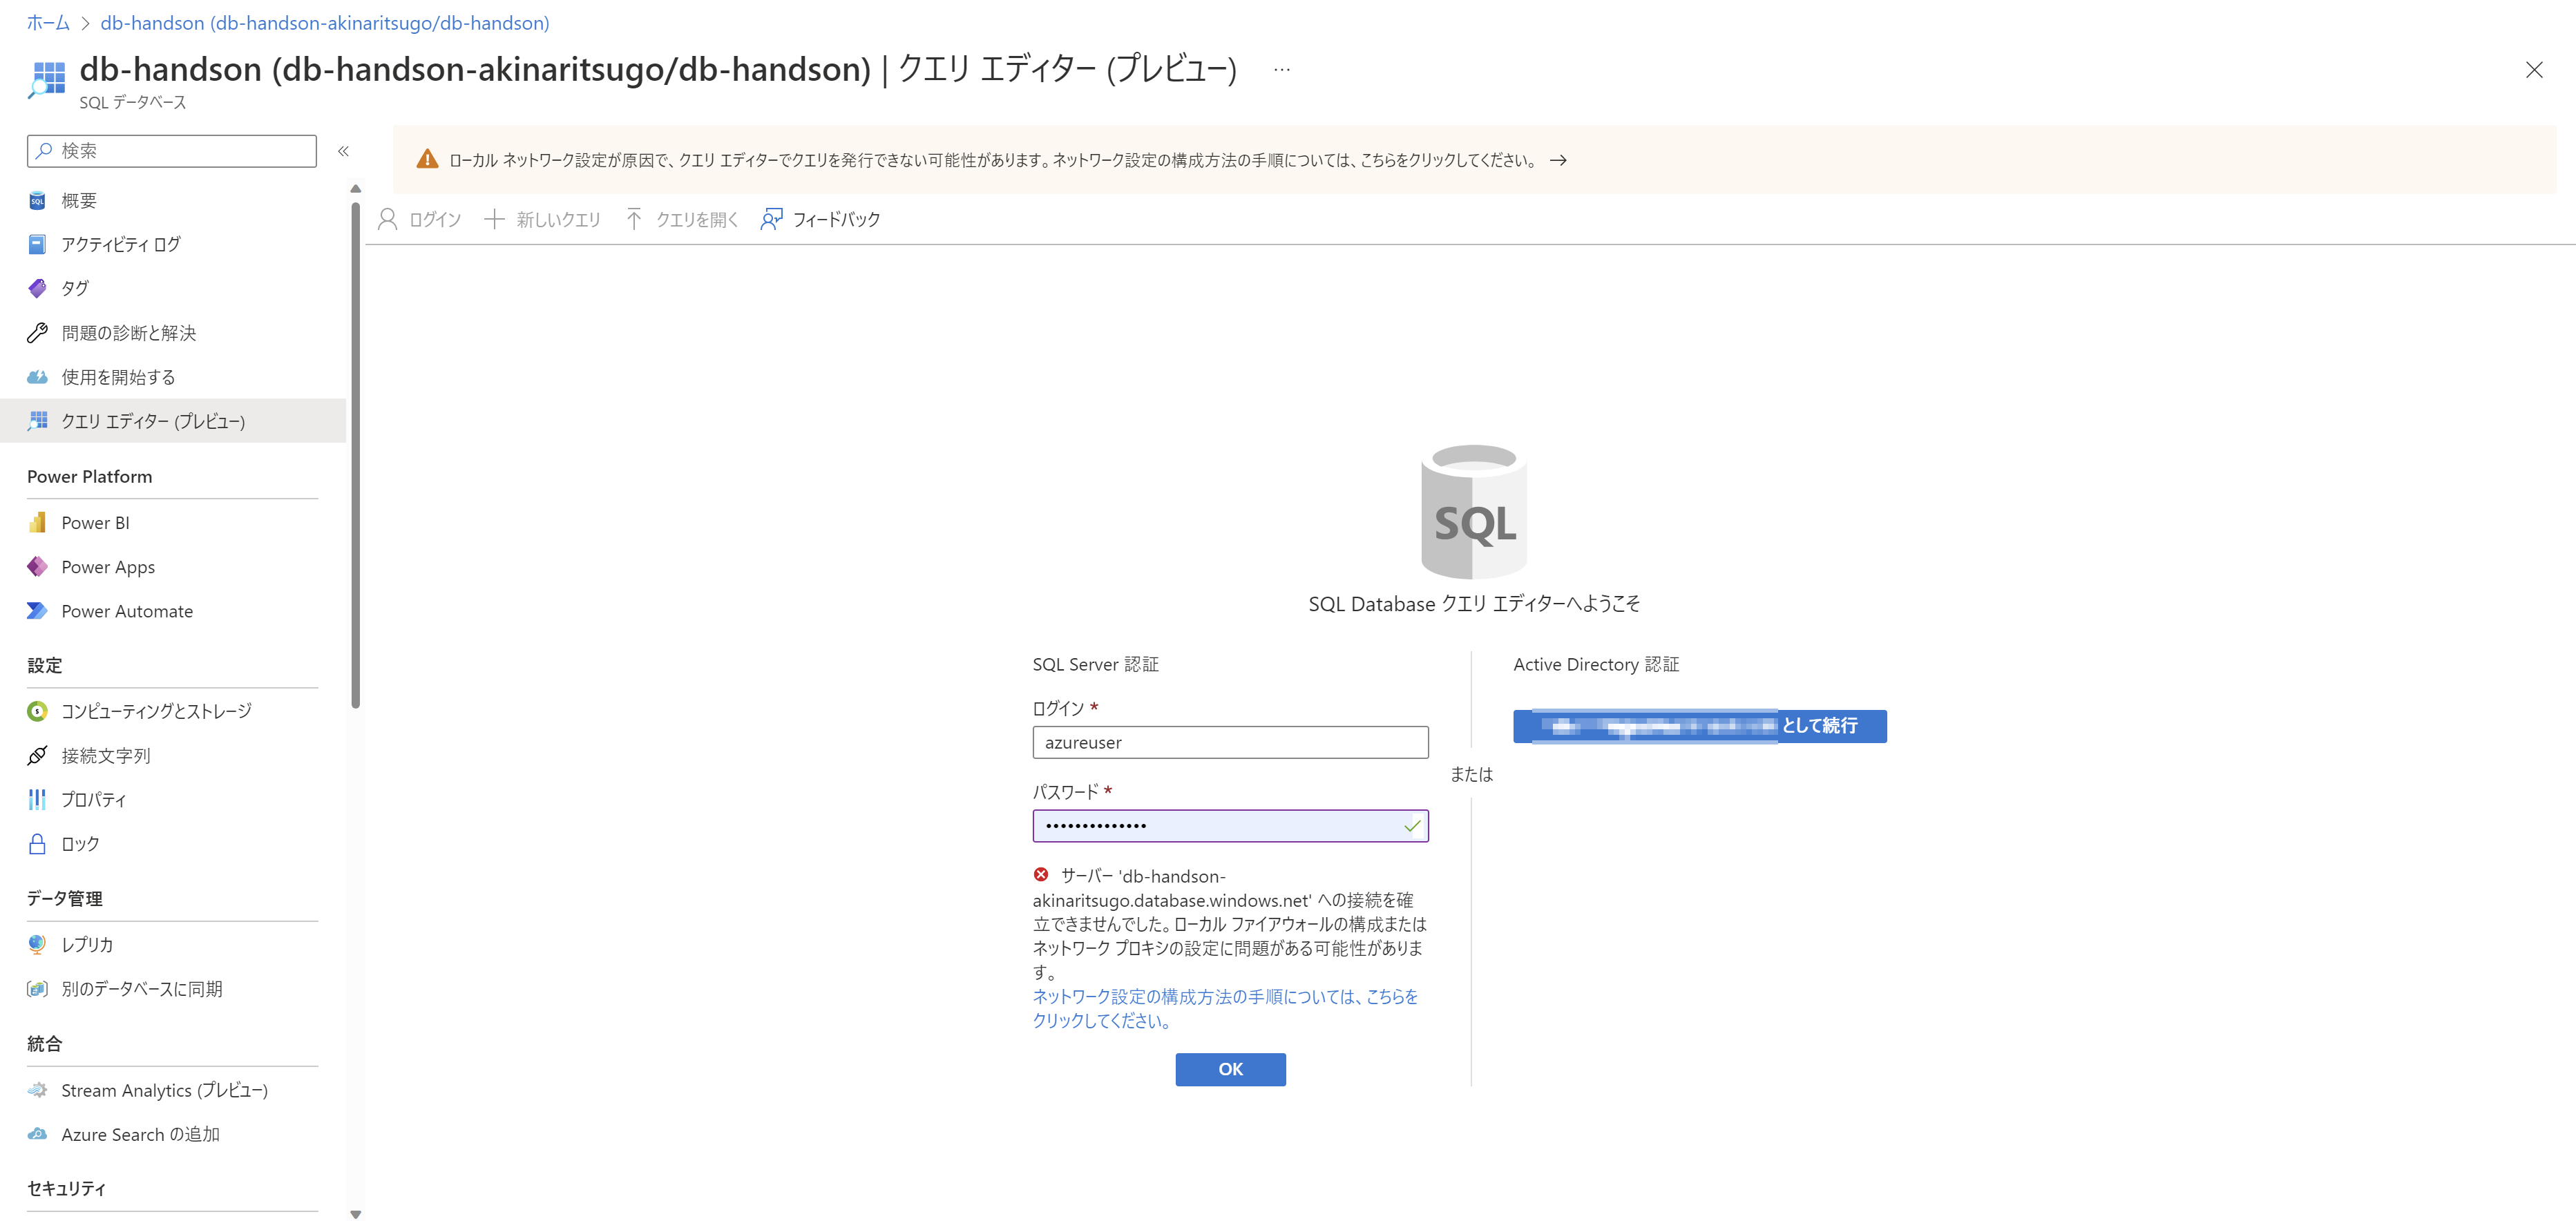 ホーム > db-handson (db-handson-akinaritsugo/db-handson)
db-handson (db-handson-akinaritsugo/db-handson) | クエリ エディター (プレビュー) ...
SQL データベース
検索
«
ローカル ネットワーク設定が原因で、クエリ エディターでクエリを発行できない可能性があります。ネットワーク設定の構成方法の手順については、こちらをクリックしてください。 →
ログイン 新しいクエリ クエリを開く フィードバック
概要
アクティビティ ログ
タグ
問題の診断と解決
使用を開始する
クエリ エディター (プレビュー)
Power Platform
Power BI
Power Apps
Power Automate
設定
コンピューティングとストレージ
接続文字列
プロパティ
ロック
データ管理
レプリカ
別のデータベースに同期
統合
Stream Analytics (プレビュー)
Azure Search の追加
セキュリティ
SQL
SQL Database クエリ エディターへようこそ
SQL Server 認証
ログイン *
azureuser
パスワード *
••••••••••••••
サーバー 'db-handson-
akinaritsugo.database.windows.net' への接続を確
立できませんでした。ローカル ファイアウォールの構成または
ネットワーク プロキシの設定に問題がある可能性がありま
す。
ネットワーク設定の構成方法の手順については、こちらを
クリックしてください。
OK
または
Active Directory 認証
として続行